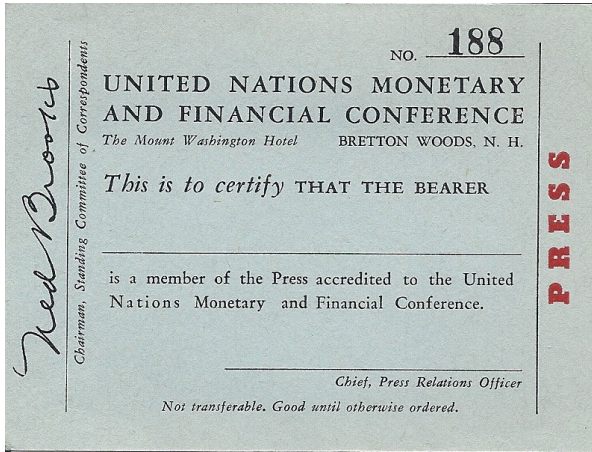 NO. 188
UNITED NATIONS MONETARY
AND FINANCIAL CONFERENCE
The Mount Washington Hotel BRETTON WOODS, N. H.
This is to certify THAT THE BEARER
is a member of the Press accredited to the United
Nations Monetary and Financial Conference.
Chief, Press Relations Officer
Not transferable. Good until otherwise ordered.
Ned Brooks
Chairman, Standing Committee of Correspondents
PRESS